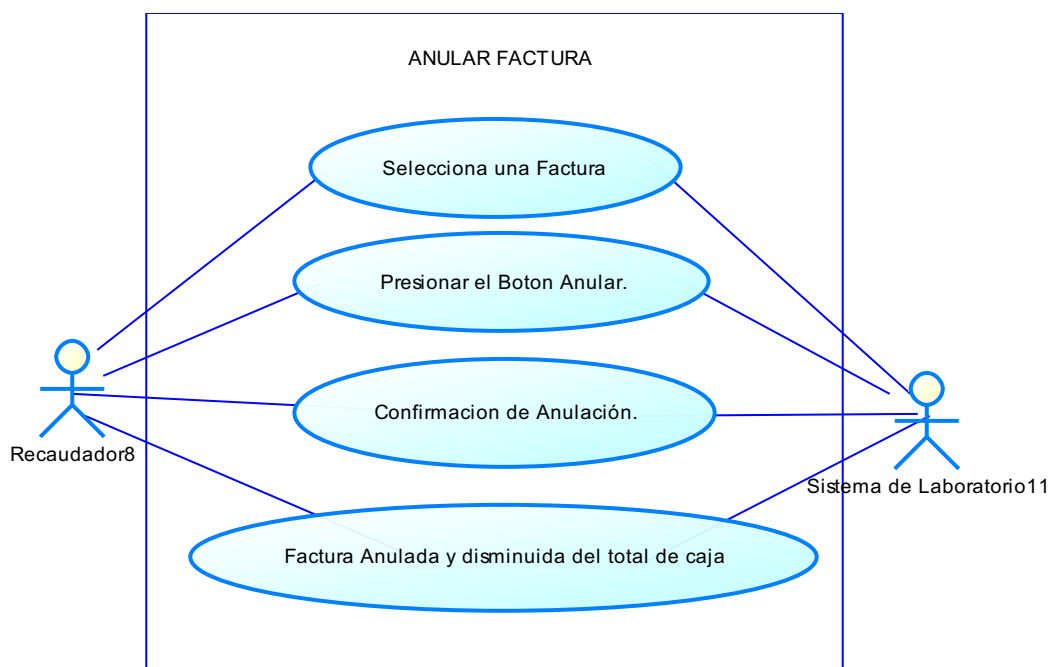 ANULAR FACTURA
Selecciona una Factura
Presionar el Boton Anular.
Confirmacion de Anulación.
Recaudador8
Sistema de Laboratorio11
Factura Anulada y disminuida del total de caja